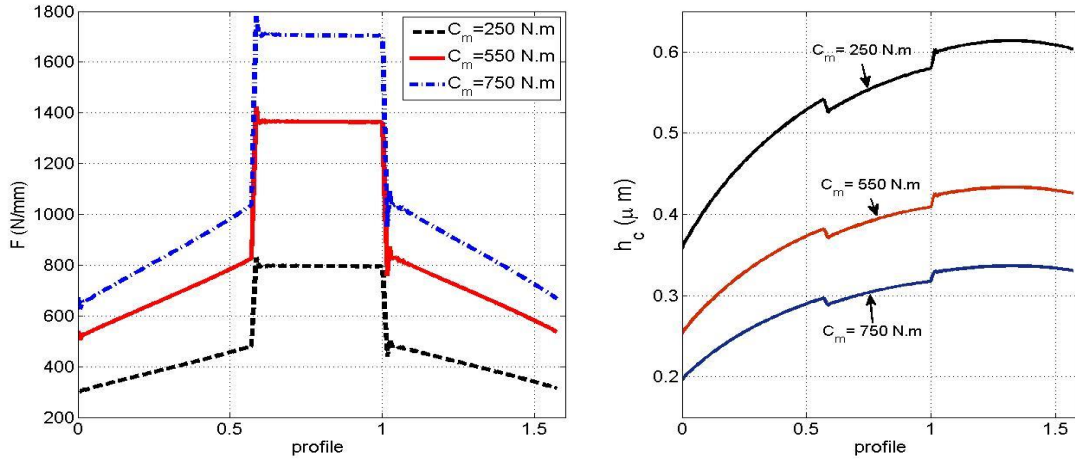 1800
1600
1400
1200
1000
800
600
400
200
F (N/mm)
0
0.5
1
1.5
profile
C_m=250 N.m
C_m=550 N.m
C_m=750 N.m
0.6
0.5
0.4
0.3
0.2
h_c (μ m)
C_m= 250 N.m
C_m= 550 N.m
C_m= 750 N.m
0
0.5
1
1.5
profile